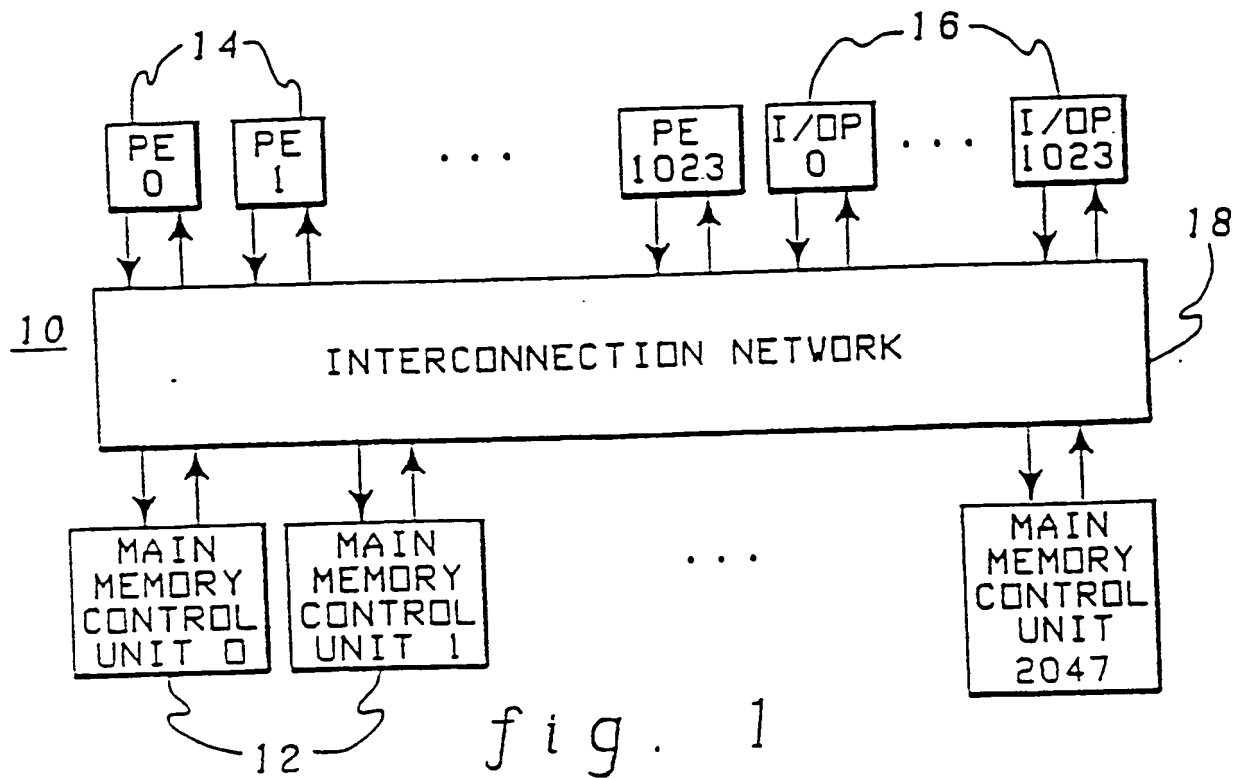 14
16
PE
0
PE
1
...
PE
1023
I/OP
0
...
I/OP
1023
18
10
INTERCONNECTION NETWORK
MAIN
MEMORY
CONTROL
UNIT 0
MAIN
MEMORY
CONTROL
UNIT 1
...
MAIN
MEMORY
CONTROL
UNIT
2047
12
fig. 1